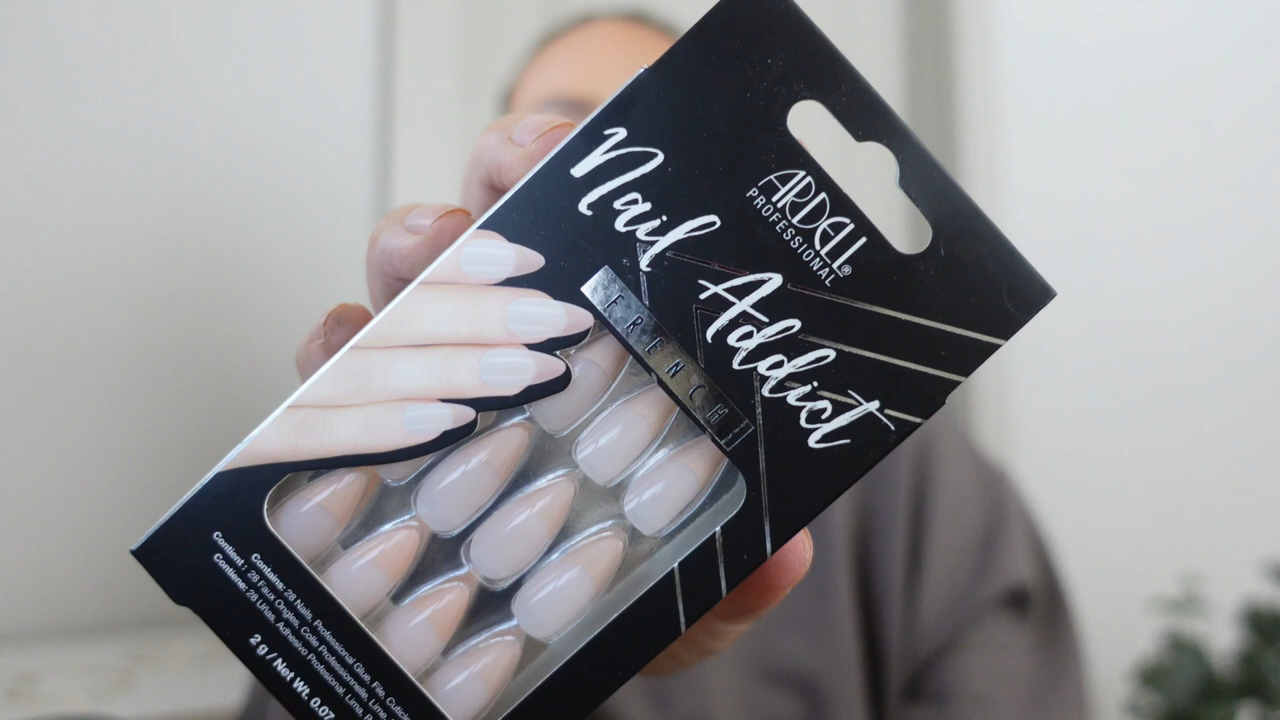 ARDELL®
PROFESSIONAL
Nail
Addict
FRENCH
Contains: 28 Nails, Professional Glue, File, Cuticle
Contient : 28 Faux Ongles, Colle Professionnelle, Lime,
Contiene: 28 Uñas, Adhesivo Profesional, Lima,
2 g / Net Wt. 0.07